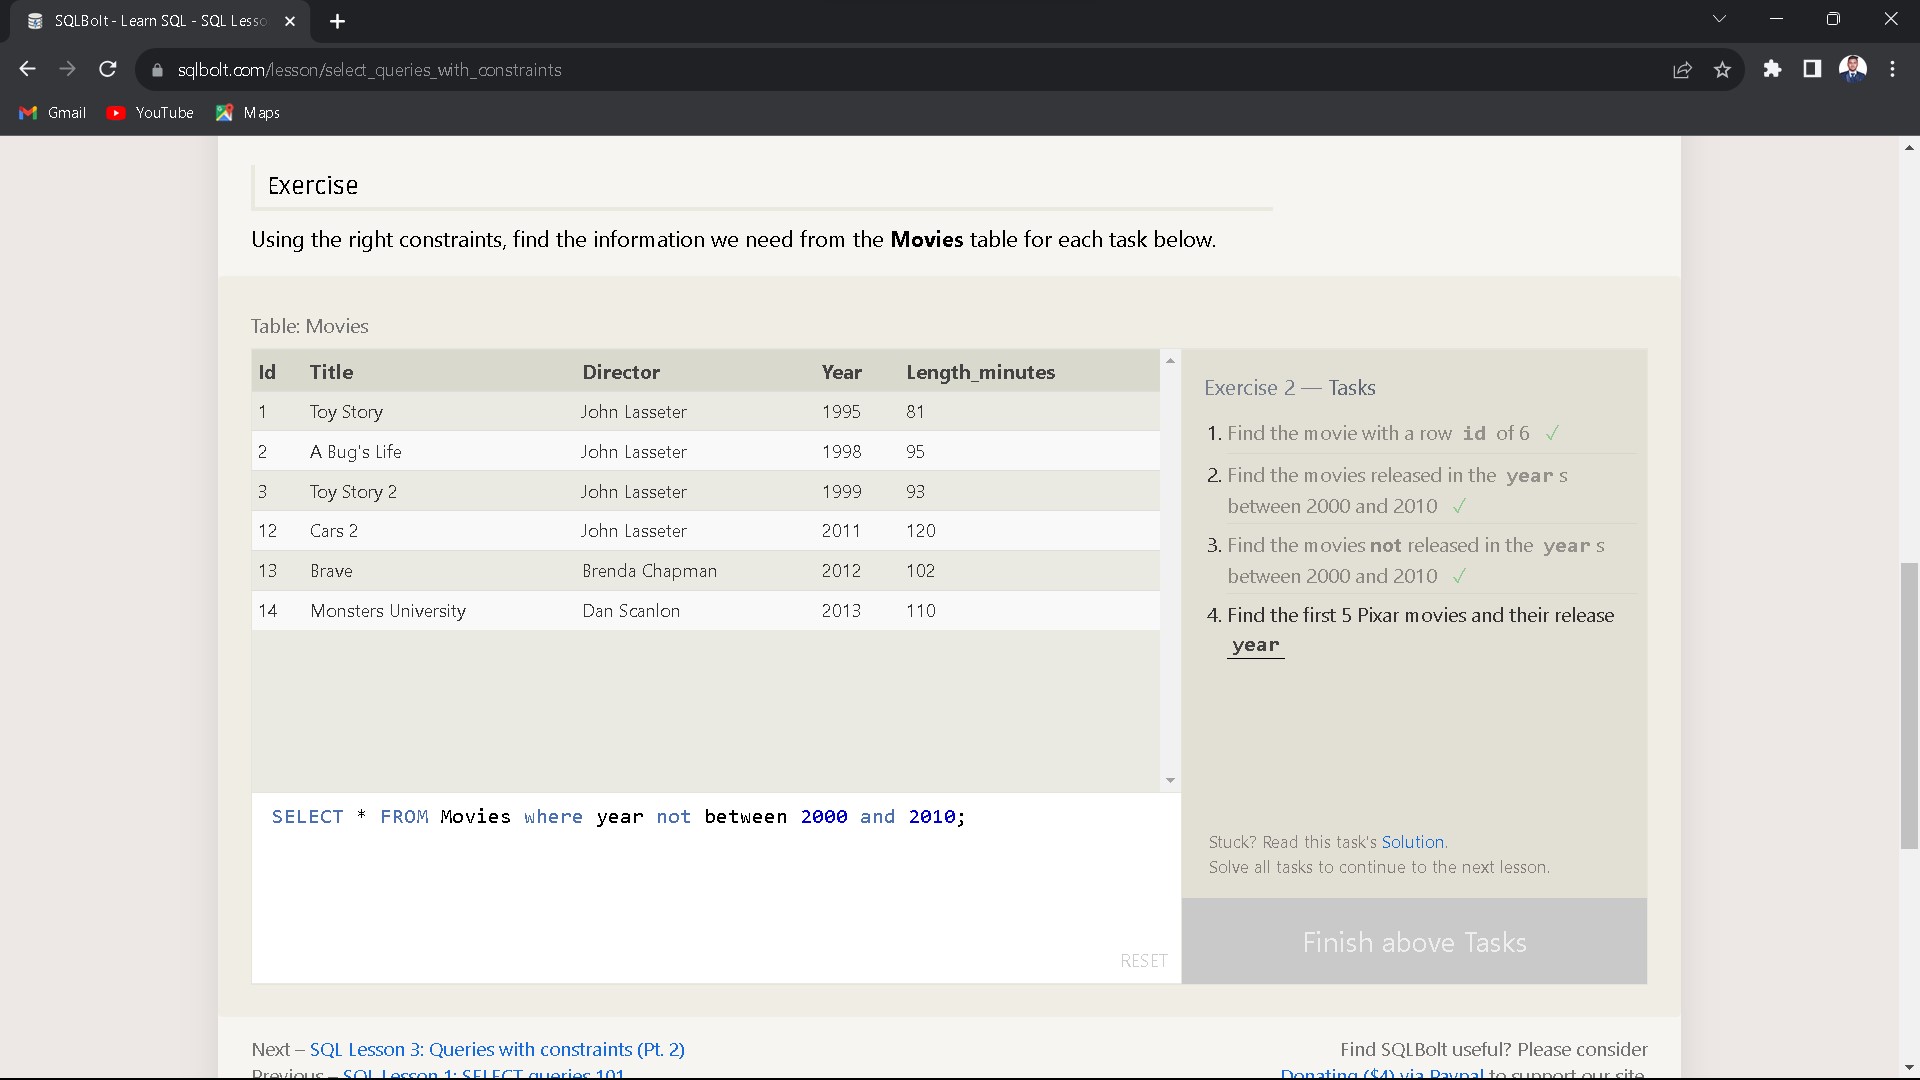 SQLBolt - Learn SQL - SQL Lesso
sqlbolt.com/lesson/select_queries_with_constraints
Gmail YouTube Maps
Exercise
Using the right constraints, find the information we need from the Movies table for each task below.
Table: Movies
Id Title Director Year Length_minutes
1 Toy Story John Lasseter 1995 81
2 A Bug's Life John Lasseter 1998 95
3 Toy Story 2 John Lasseter 1999 93
12 Cars 2 John Lasseter 2011 120
13 Brave Brenda Chapman 2012 102
14 Monsters University Dan Scanlon 2013 110
SELECT * FROM Movies where year not between 2000 and 2010;
RESET
Exercise 2 — Tasks
1. Find the movie with a row id of 6 ✓
2. Find the movies released in the year s
between 2000 and 2010 ✓
3. Find the movies not released in the year s
between 2000 and 2010 ✓
4. Find the first 5 Pixar movies and their release
year
Stuck? Read this task's Solution.
Solve all tasks to continue to the next lesson.
Finish above Tasks
Next – SQL Lesson 3: Queries with constraints (Pt. 2)
Previous – SQL Lesson 1: SELECT queries 101
Find SQLBolt useful? Please consider
Donating ($4) via Paypal to support our site.